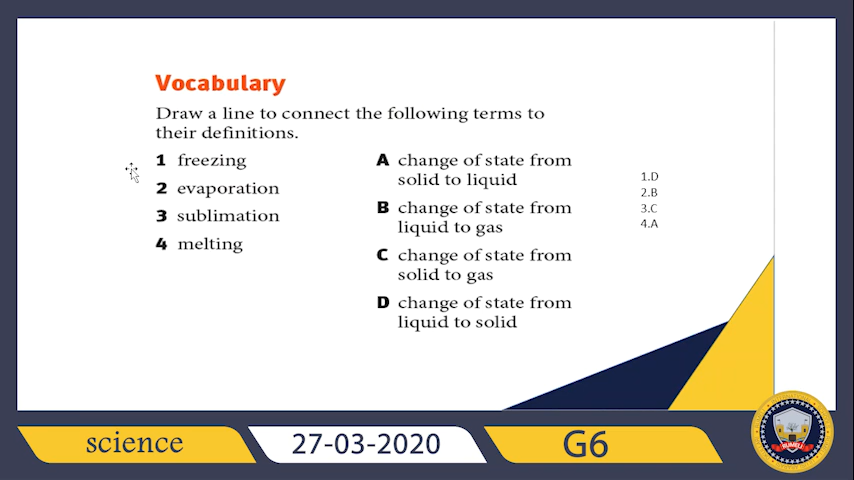 Vocabulary
Draw a line to connect the following terms to
their definitions.
1 freezing
2 evaporation
3 sublimation
4 melting
A change of state from
solid to liquid
B change of state from
liquid to gas
C change of state from
solid to gas
D change of state from
liquid to solid
1.D
2.B
3.C
4.A
science
27-03-2020
G6